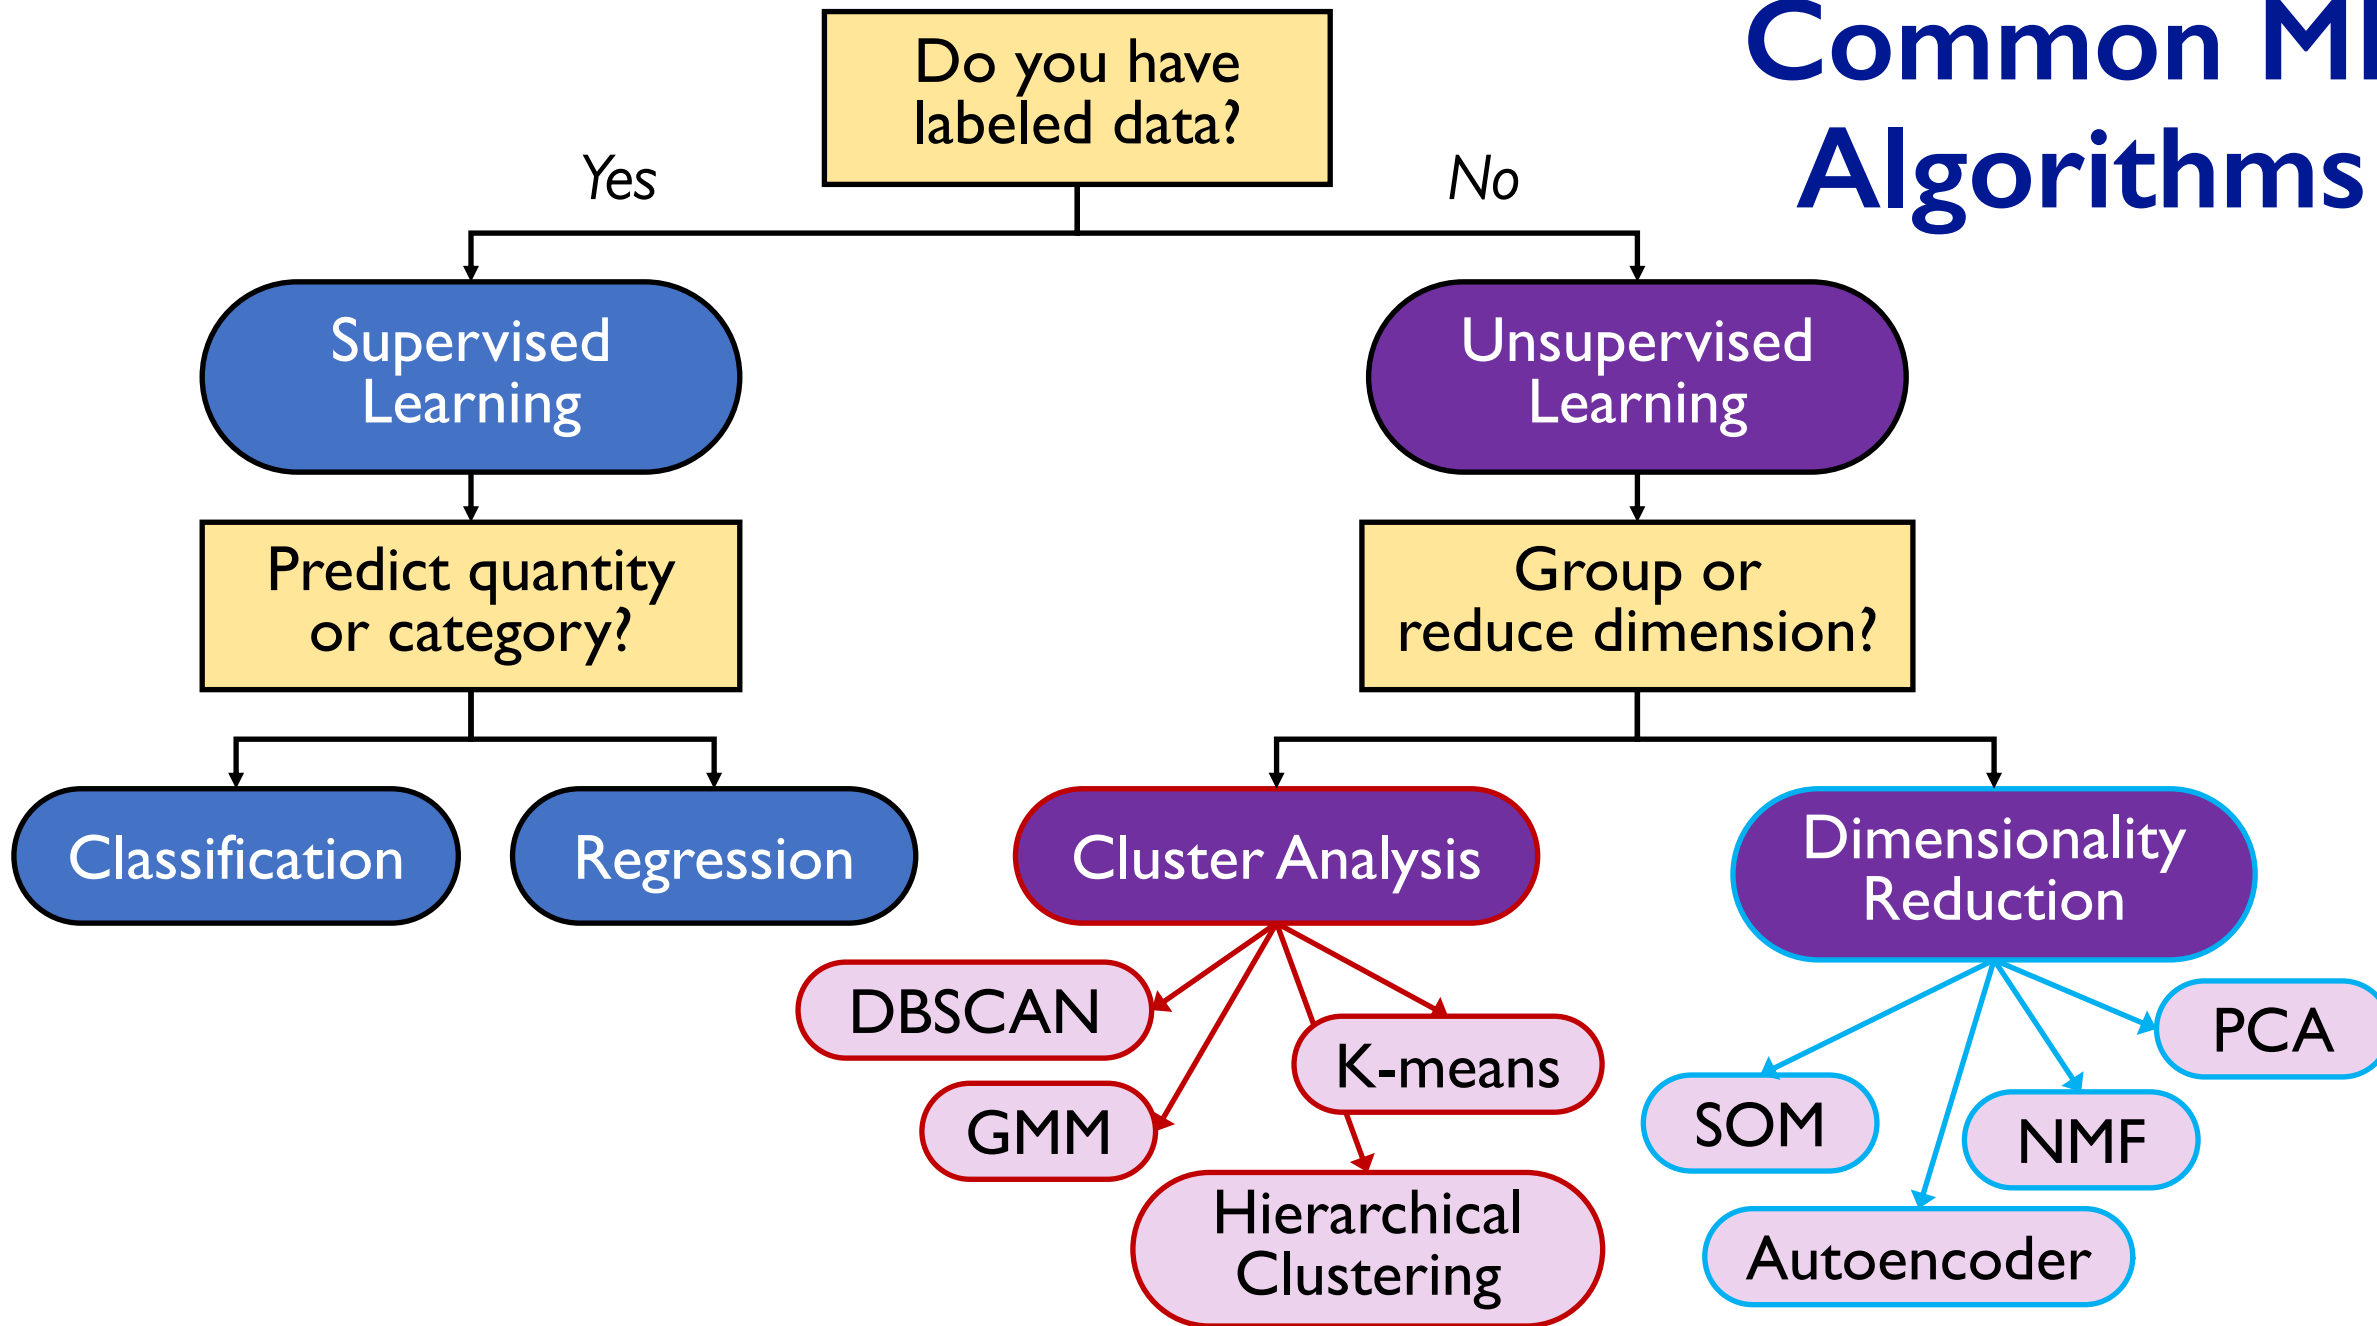 Common ML
Algorithms
Do you have
labeled data?
Yes
No
Supervised
Learning
Unsupervised
Learning
Predict quantity
or category?
Group or
reduce dimension?
Classification
Regression
Cluster Analysis
Dimensionality
Reduction
DBSCAN
K-means
GMM
Hierarchical
Clustering
PCA
SOM
NMF
Autoencoder